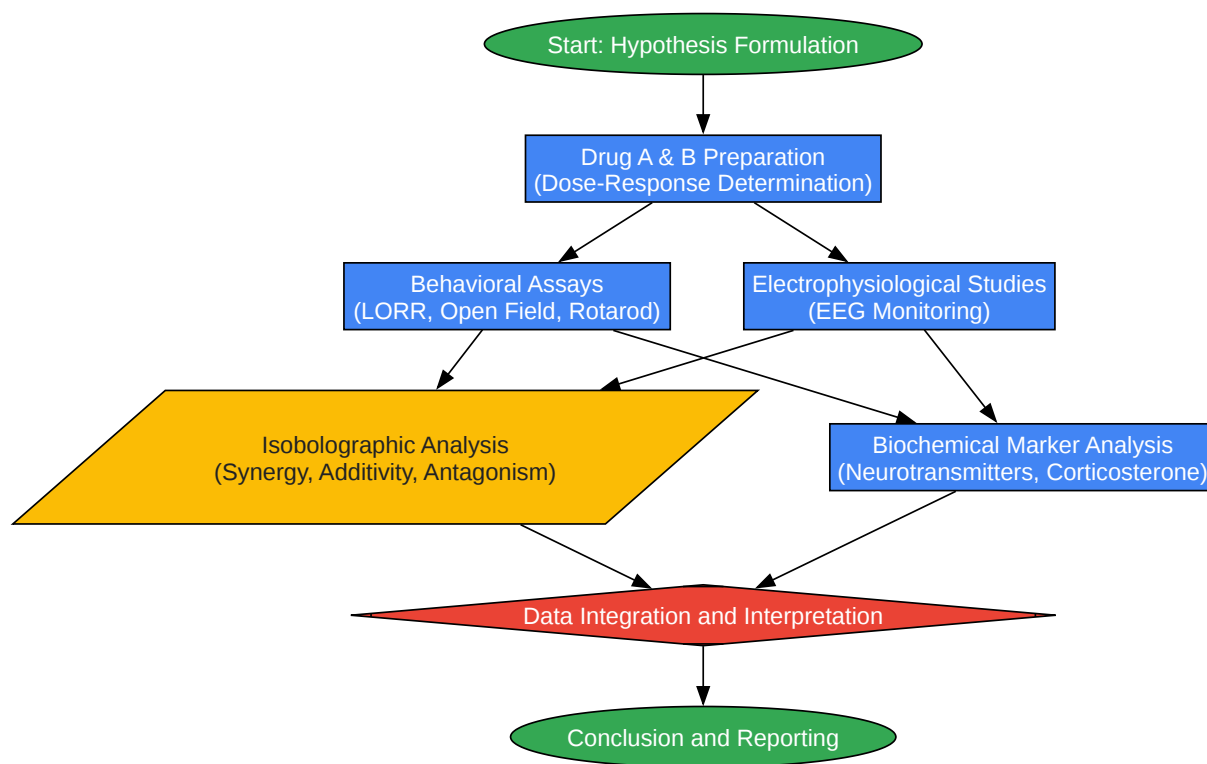 Start: Hypothesis Formulation
Drug A & B Preparation
(Dose-Response Determination)
Behavioral Assays
(LORR, Open Field, Rotarod)
Electrophysiological Studies
(EEG Monitoring)
Isobolographic Analysis
(Synergy, Additivity, Antagonism)
Biochemical Marker Analysis
(Neurotransmitters, Corticosterone)
Data Integration and Interpretation
Conclusion and Reporting